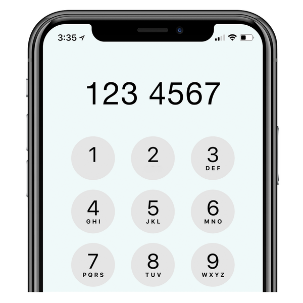 3:35
123 4567
1 2 3
DEF
4 5 6
GHI JKL MNO
7 8 9
PQRS TUV WXYZ